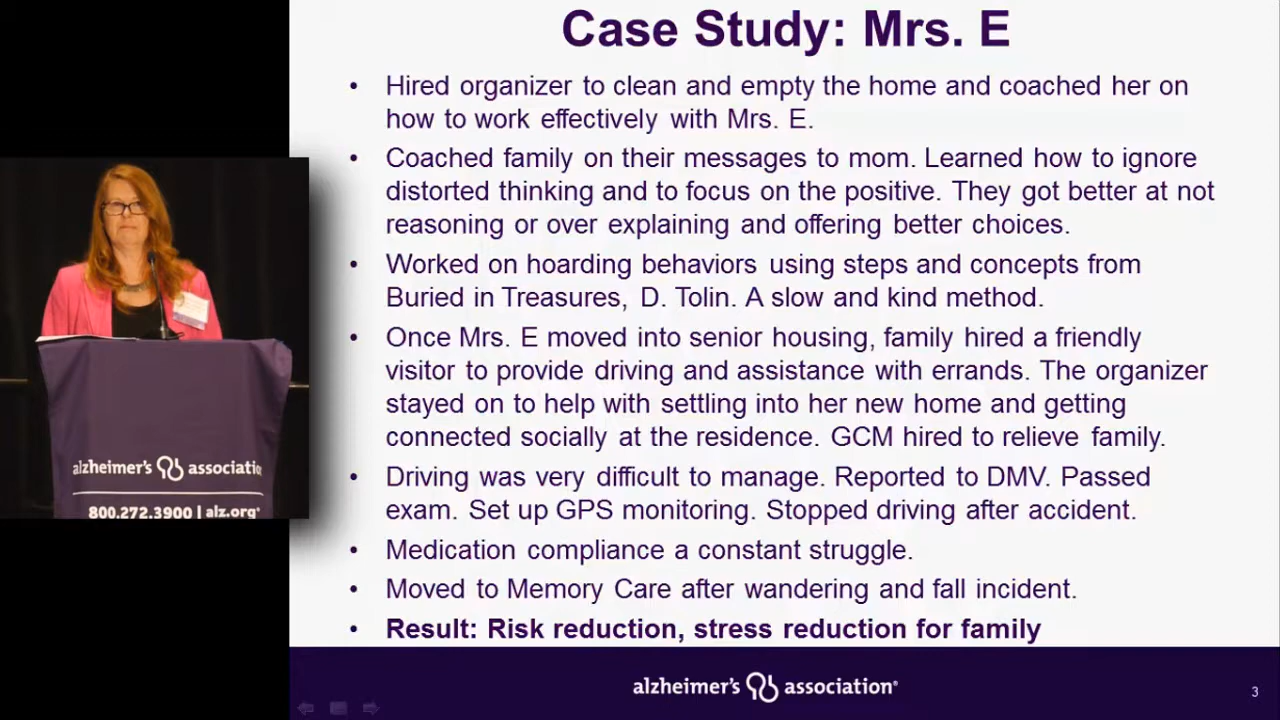 Case Study: Mrs. E
• Hired organizer to clean and empty the home and coached her on
how to work effectively with Mrs. E.
• Coached family on their messages to mom. Learned how to ignore
distorted thinking and to focus on the positive. They got better at not
reasoning or over explaining and offering better choices.
• Worked on hoarding behaviors using steps and concepts from
Buried in Treasures, D. Tolin. A slow and kind method.
• Once Mrs. E moved into senior housing, family hired a friendly
visitor to provide driving and assistance with errands. The organizer
stayed on to help with settling into her new home and getting
connected socially at the residence. GCM hired to relieve family.
• Driving was very difficult to manage. Reported to DMV. Passed
exam. Set up GPS monitoring. Stopped driving after accident.
• Medication compliance a constant struggle.
• Moved to Memory Care after wandering and fall incident.
• Result: Risk reduction, stress reduction for family
alzheimer's association®
3
alzheimer's associatio
800.272.3900 | alz.org®